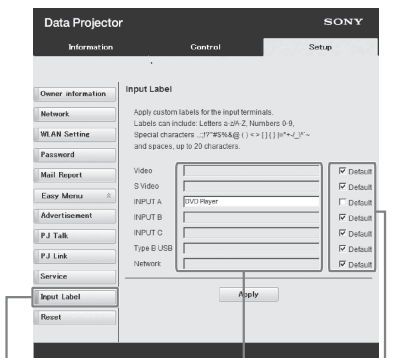 Data Projector
SONY
Information
Control
Setup
Owner information
Network
WLAN Setting
Password
Mail Report
Easy Menu
Advertisement
PJ Talk
PJ Link
Service
Input Label
Reset
Input Label
Apply custom labels for the input terminals.
Labels can include: Letters a-z/A-Z, Numbers 0-9,
Special characters
and spaces, up to 20 characters.
Video Default
S Video Default
INPUT A DVD Player Default
INPUT B Default
INPUT C Default
Type B USB Default
Network Default
Apply